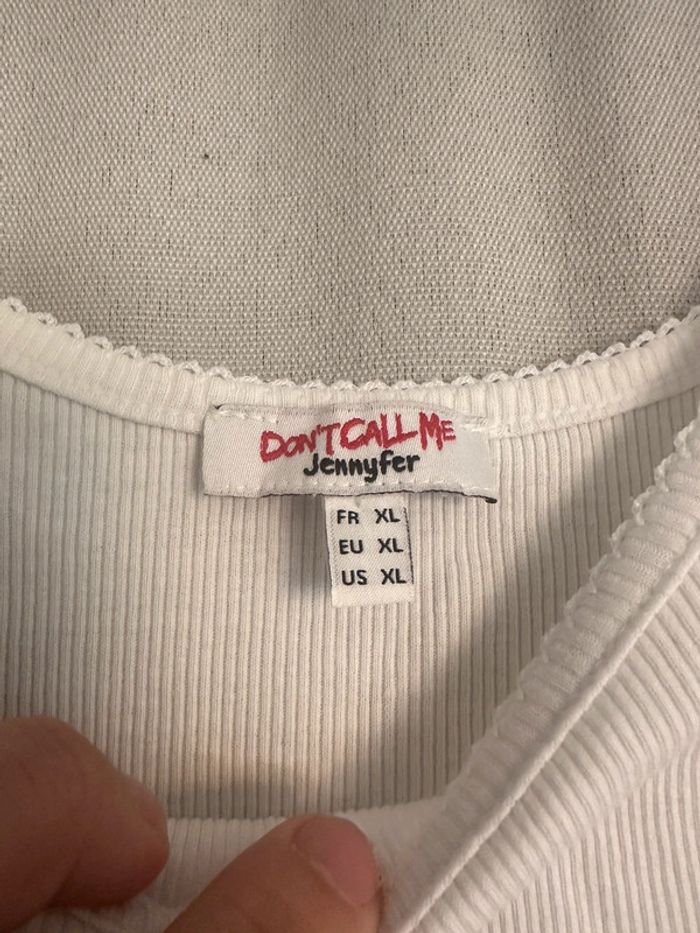 DON'T CALL ME
Jennyfer
FR XL
EU XL
US XL